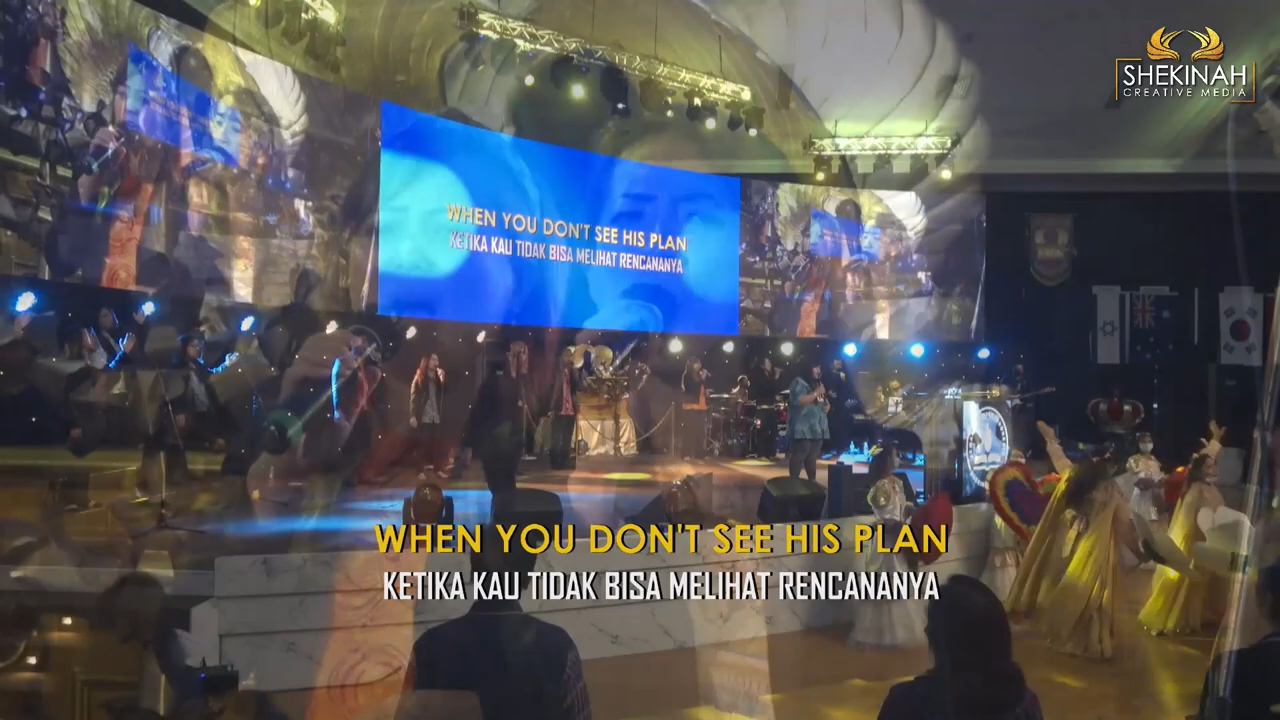 SHEKINAH
CREATIVE MEDIA
WHEN YOU DON'T SEE HIS PLAN
KETIKA KAU TIDAK BISA MELIHAT RENCANANYA
WHEN YOU DON'T SEE HIS PLAN
KETIKA KAU TIDAK BISA MELIHAT RENCANANYA